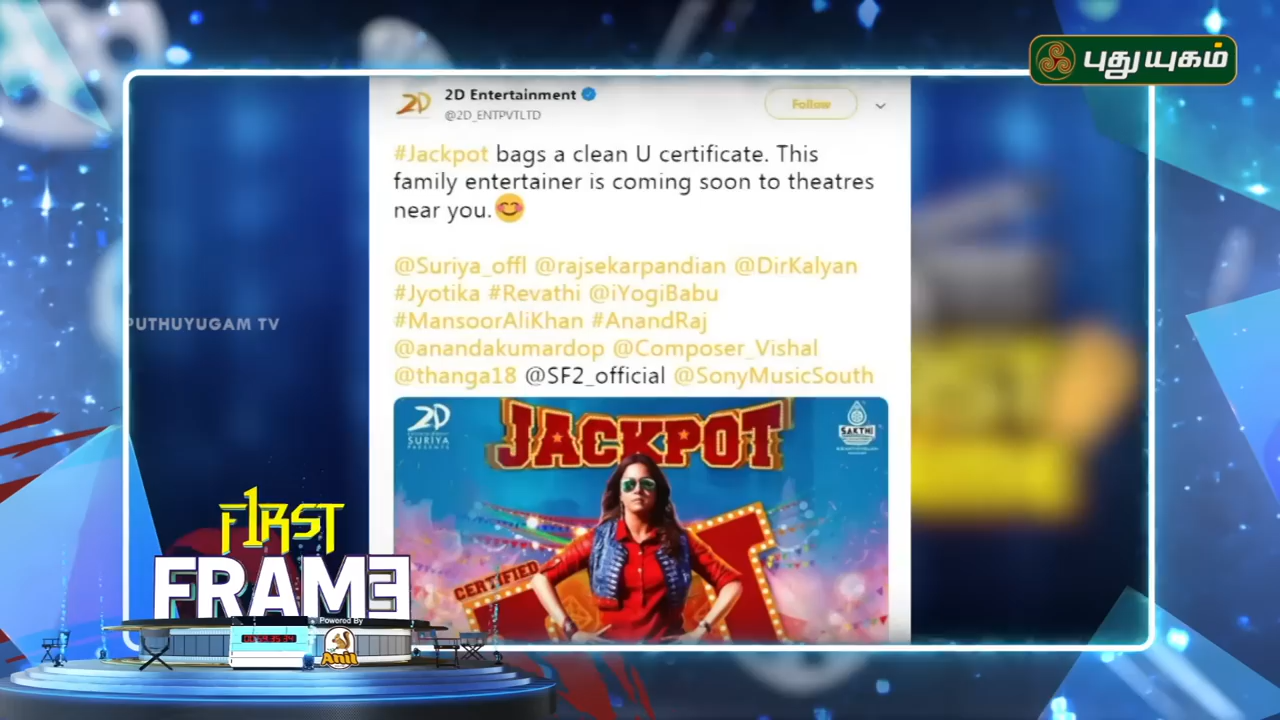 புதுயுகம்
2D Entertainment
@2D_ENTPVTLTD
Follow
#Jackpot bags a clean U certificate. This
family entertainer is coming soon to theatres
near you.😊
@Suriya_offl @rajsekarpandian @DirKalyan
#Jyotika #Revathi @iYogiBabu
#MansoorAliKhan #AnandRaj
@anandakumardop @Composer_Vishal
@thanga18 @SF2_official @SonyMusicSouth
PUTHUYUGAM TV
2D
SURIYA
PRESENTS
JACKPOT
SAKTHI
CERTIFIED
F1RST
FRAME
Powered By
Anil